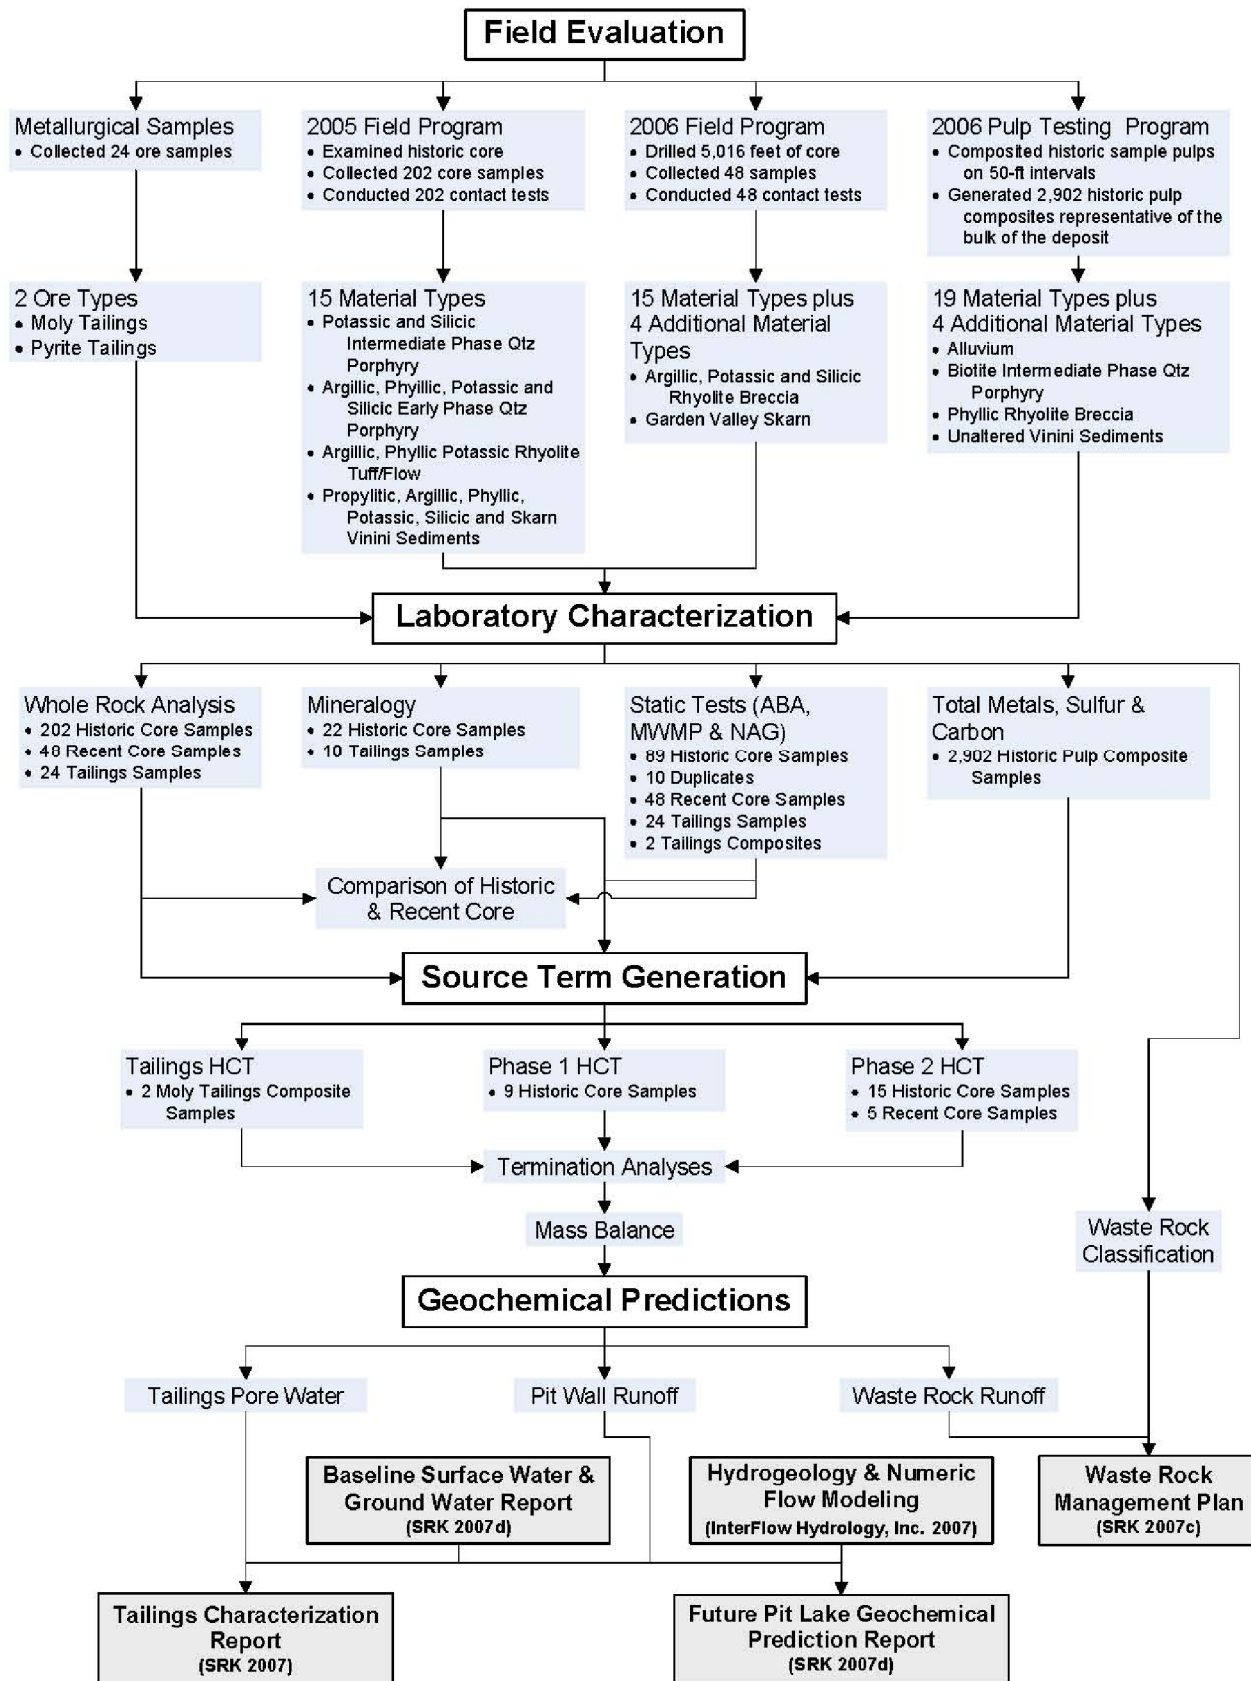 Field Evaluation
Metallurgical Samples
• Collected 24 ore samples
2005 Field Program
• Examined historic core
• Collected 202 core samples
• Conducted 202 contact tests
2006 Field Program
• Drilled 5,016 feet of core
• Collected 48 samples
• Conducted 48 contact tests
2006 Pulp Testing Program
• Composited historic sample pulps
on 50-ft intervals
• Generated 2,902 historic pulp
composites representative of the
bulk of the deposit
2 Ore Types
• Moly Tailings
• Pyrite Tailings
15 Material Types
• Potassic and Silicic
Intermediate Phase Qtz
Porphyry
• Argillic, Phyllic, Potassic and
Silicic Early Phase Qtz
Porphyry
• Argillic, Phyllic Potassic Rhyolite
Tuff/Flow
• Propylitic, Argillic, Phyllic,
Potassic, Silicic and Skarn
Vinini Sediments
15 Material Types plus
4 Additional Material
Types
• Argillic, Potassic and Silicic
Rhyolite Breccia
• Garden Valley Skarn
19 Material Types plus
4 Additional Material Types
• Alluvium
• Biotite Intermediate Phase Qtz
Porphyry
• Phyllic Rhyolite Breccia
• Unaltered Vinini Sediments
Laboratory Characterization
Whole Rock Analysis
• 202 Historic Core Samples
• 48 Recent Core Samples
• 24 Tailings Samples
Mineralogy
• 22 Historic Core Samples
• 10 Tailings Samples
Static Tests (ABA,
MWMP & NAG)
• 89 Historic Core Samples
• 10 Duplicates
• 48 Recent Core Samples
• 24 Tailings Samples
• 2 Tailings Composites
Total Metals, Sulfur &
Carbon
• 2,902 Historic Pulp Composite
Samples
Comparison of Historic
& Recent Core
Source Term Generation
Tailings HCT
• 2 Moly Tailings Composite
Samples
Phase 1 HCT
• 9 Historic Core Samples
Phase 2 HCT
• 15 Historic Core Samples
• 5 Recent Core Samples
Termination Analyses
Mass Balance
Waste Rock
Classification
Geochemical Predictions
Tailings Pore Water
Pit Wall Runoff
Waste Rock Runoff
Baseline Surface Water &
Ground Water Report
(SRK 2007d)
Hydrogeology & Numeric
Flow Modeling
(InterFlow Hydrology, Inc. 2007)
Waste Rock
Management Plan
(SRK 2007c)
Tailings Characterization
Report
(SRK 2007)
Future Pit Lake Geochemical
Prediction Report
(SRK 2007d)